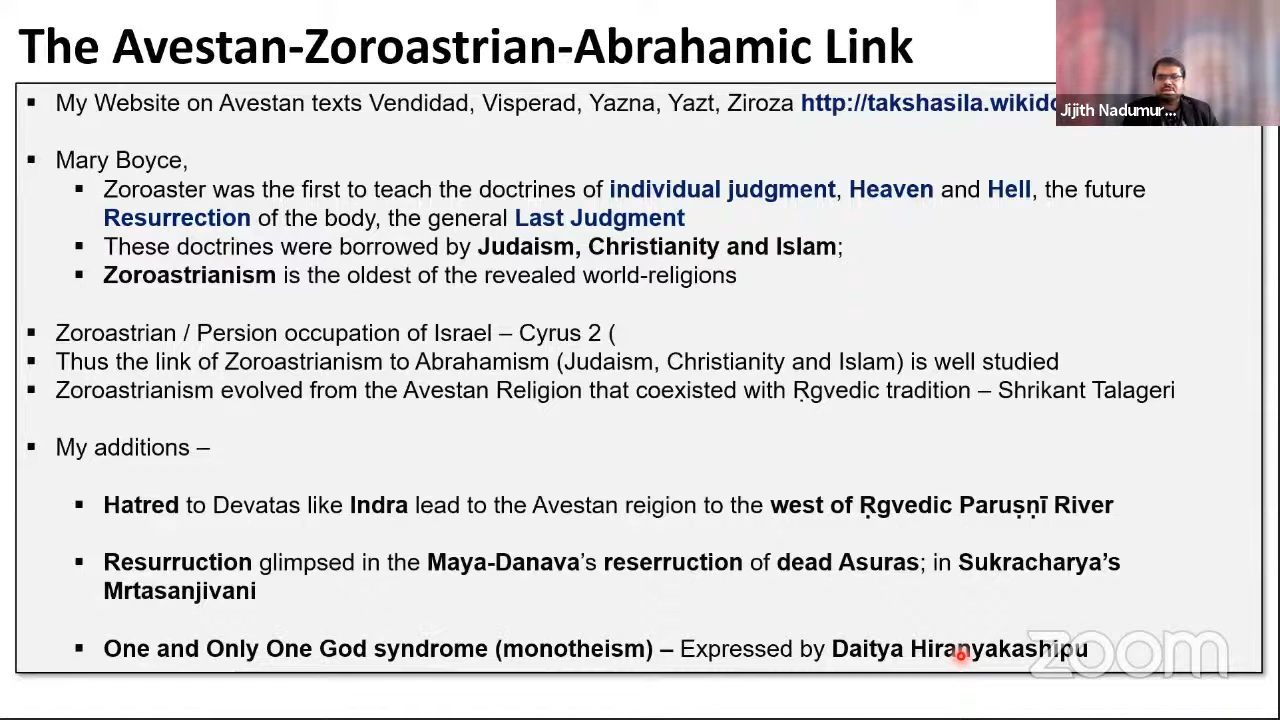 The Avestan-Zoroastrian-Abrahamic Link
▪ My Website on Avestan texts Vendidad, Visperad, Yazna, Yazt, Ziroza http://takshasila.wikido
Jijith Nadumur...
▪ Mary Boyce,
▪ Zoroaster was the first to teach the doctrines of individual judgment, Heaven and Hell, the future
Resurrection of the body, the general Last Judgment
▪ These doctrines were borrowed by Judaism, Christianity and Islam;
▪ Zoroastrianism is the oldest of the revealed world-religions
▪ Zoroastrian / Persion occupation of Israel – Cyrus 2 (
▪ Thus the link of Zoroastrianism to Abrahamism (Judaism, Christianity and Islam) is well studied
▪ Zoroastrianism evolved from the Avestan Religion that coexisted with Ṛgvedic tradition – Shrikant Talageri
▪ My additions –
▪ Hatred to Devatas like Indra lead to the Avestan reigion to the west of Ṛgvedic Paruṣṇī River
▪ Resurruction glimpsed in the Maya-Danava's reserruction of dead Asuras; in Sukracharya's
Mrtasanjivani
▪ One and Only One God syndrome (monotheism) – Expressed by Daitya Hiranyakashipu
zoom